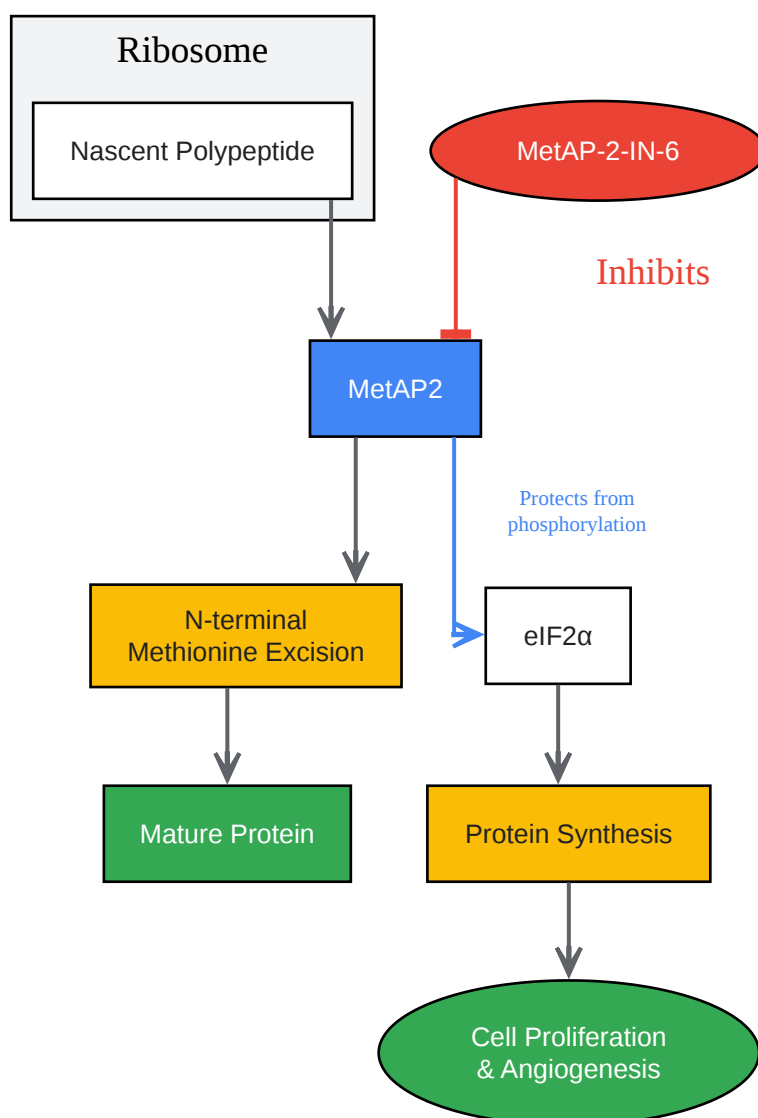 Ribosome
Nascent Polypeptide
MetAP-2-IN-6
Inhibits
MetAP2
Protects from
phosphorylation
N-terminal
Methionine Excision
eIF2α
Mature Protein
Protein Synthesis
Cell Proliferation
& Angiogenesis